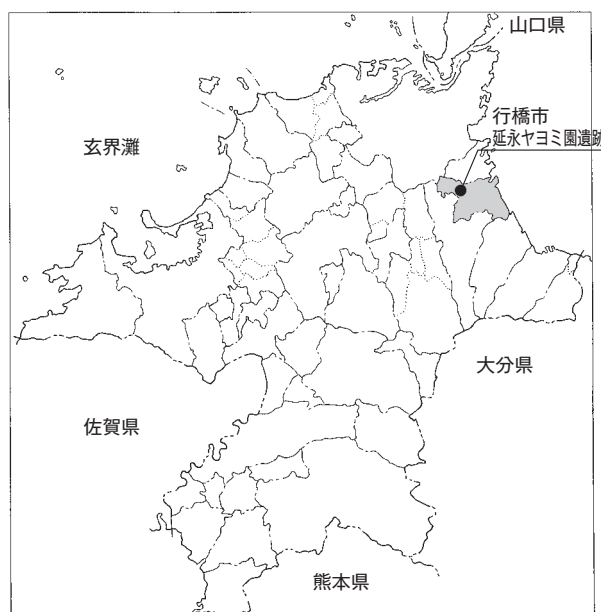 山口県
行橋市
延永ヤヨミ園遺跡
玄界灘
大分県
佐賀県
熊本県